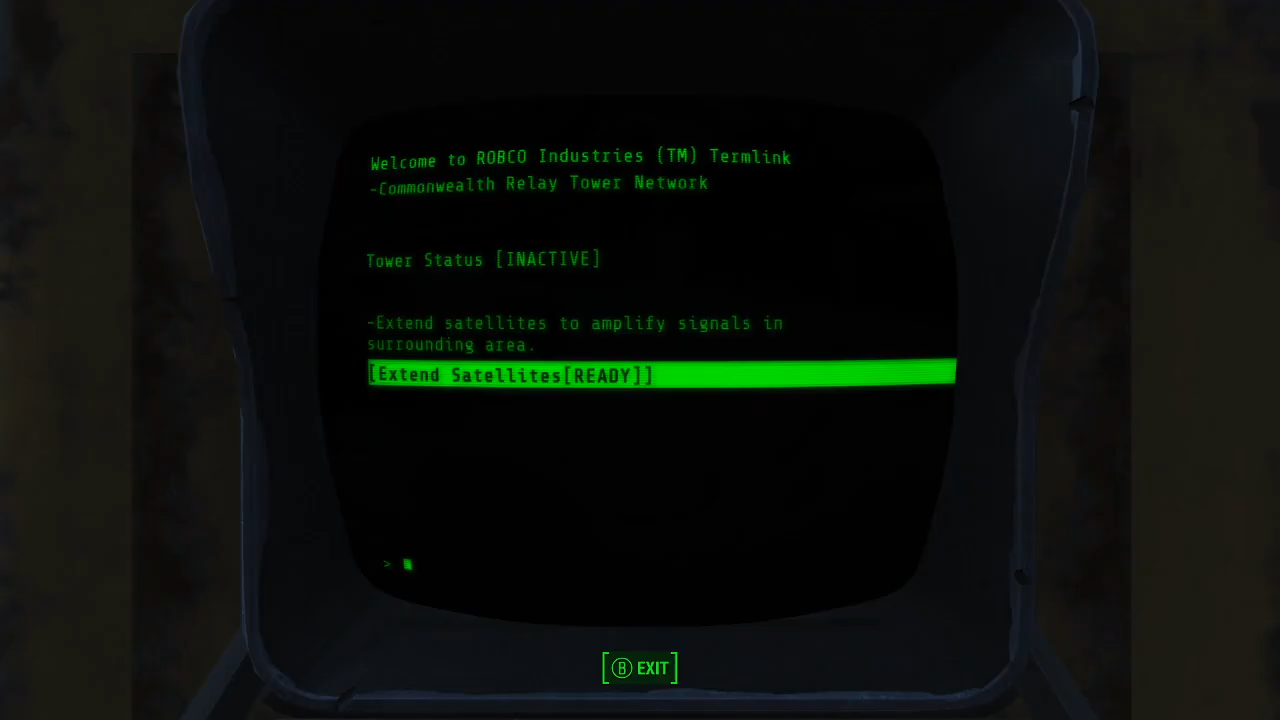 Welcome to ROBCO Industries (TM) Termlink
-Commonwealth Relay Tower Network
Tower Status [INACTIVE]
-Extend satellites to amplify signals in
surrounding area.
[Extend Satellites[READY]]
>
[Ⓑ EXIT]